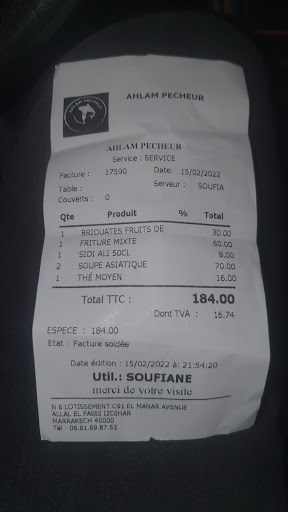 AHLAM PECHEUR
AHLAM PECHEUR
AHLAM PECHEUR
Service : SERVICE
Facture : 17590 Date: 15/02/2022
Table : Serveur : SOUFIA
Couverts : 0
Qte Produit % Total
1 BRIOUATES FRUITS DE 30.00
1 FRITURE MIXTE 60.00
1 SIDI ALI 50CL 8.00
2 SOUPE ASIATIQUE 70.00
1 THÉ MOYEN 16.00
Total TTC : 184.00
Dont TVA : 16.74
ESPECE : 184.00
Etat : Facture soldée
Date édition : 15/02/2022 à: 21:54:20
Util.: SOUFIANE
merci de votre visite
N 6 LOTISSEMENT C91 EL MANAR AVENUE
ALLAL EL FASSI IZDIHAR
MARRAKECH 40000
Tél : 06.61.69.87.53